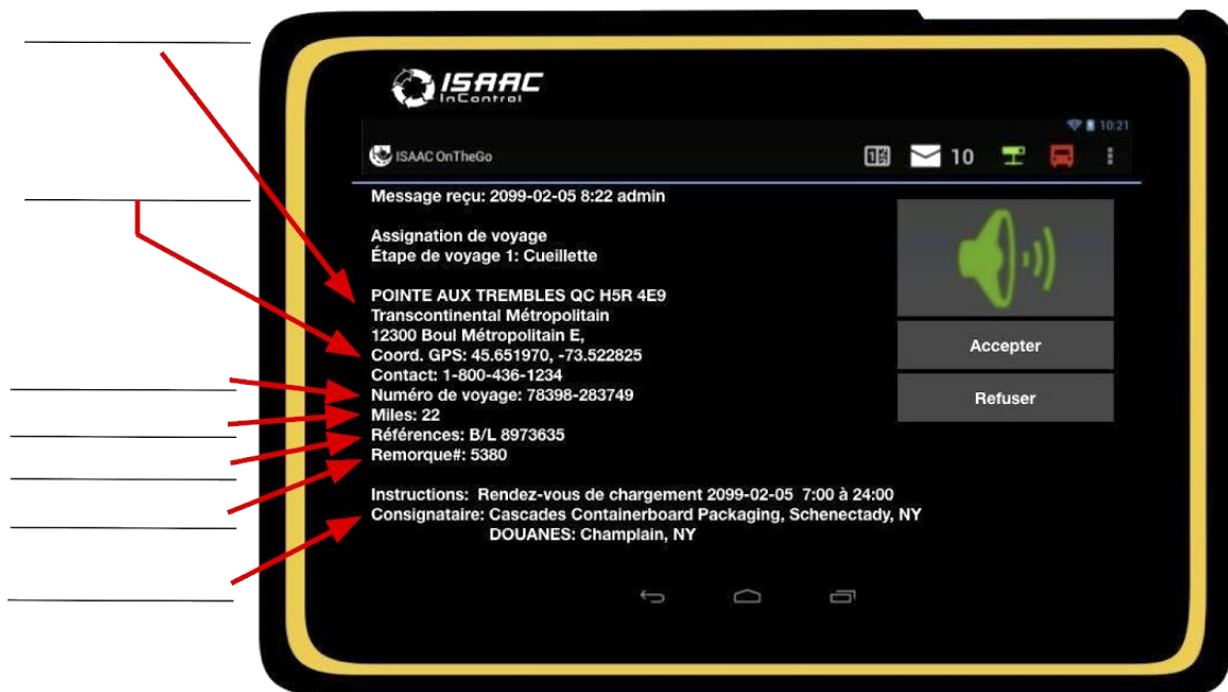 ISAAC
InControl
10:21
ISAAC OnTheGo
10
Message reçu: 2099-02-05 8:22 admin
Assignation de voyage
Étape de voyage 1: Cueillette
POINTE AUX TREMBLES QC H5R 4E9
Transcontinental Métropolitain
12300 Boul Métropolitain E,
Coord. GPS: 45.651970, -73.522825
Contact: 1-800-436-1234
Numéro de voyage: 78398-283749
Miles: 22
Références: B/L 8973635
Remorque#: 5380
Instructions: Rendez-vous de chargement 2099-02-05 7:00 à 24:00
Consignataire: Cascades Containerboard Packaging, Schenectady, NY
DOUANES: Champlain, NY
Accepter
Refuser